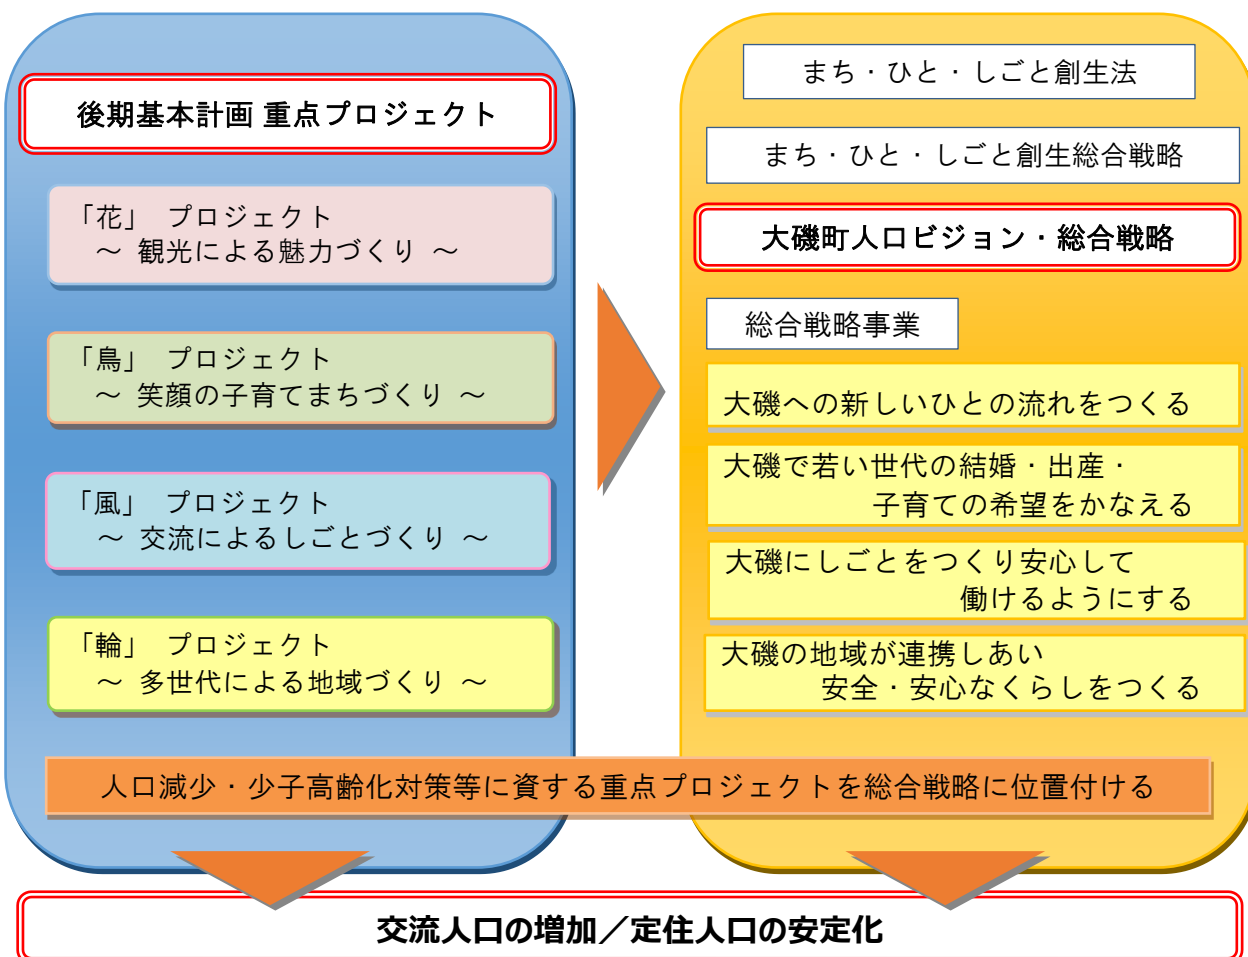 後期基本計画 重点プロジェクト
「花」 プロジェクト
～ 観光による魅力づくり ～
「鳥」 プロジェクト
～ 笑顔の子育てまちづくり ～
「風」 プロジェクト
～ 交流によるしごとづくり ～
「輪」 プロジェクト
～ 多世代による地域づくり ～
まち・ひと・しごと創生法
まち・ひと・しごと創生総合戦略
大磯町人口ビジョン・総合戦略
総合戦略事業
大磯への新しいひとの流れをつくる
大磯で若い世代の結婚・出産・
子育ての希望をかなえる
大磯にしごとをつくり安心して
働けるようにする
大磯の地域が連携しあい
安全・安心なくらしをつくる
人口減少・少子高齢化対策等に資する重点プロジェクトを総合戦略に位置付ける
交流人口の増加／定住人口の安定化